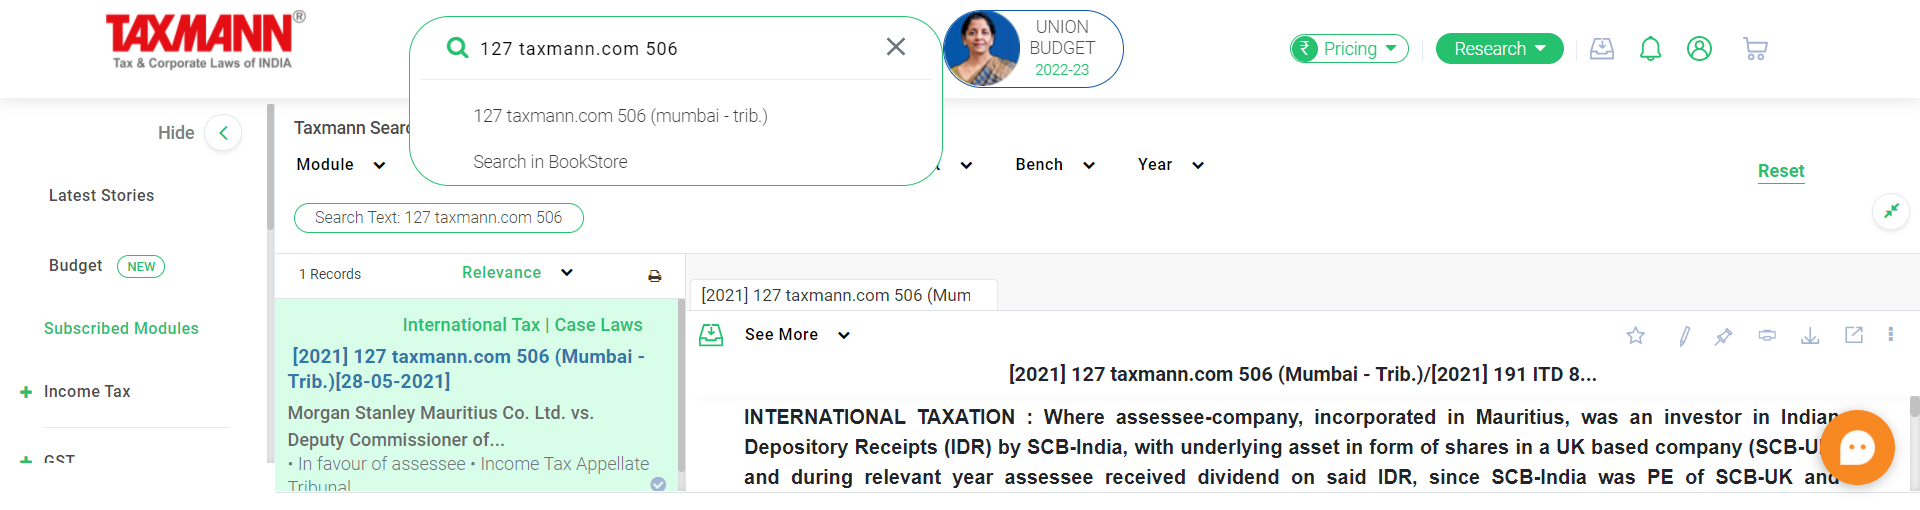 TAXMANN®
Tax & Corporate Laws of INDIA
127 taxmann.com 506
127 taxmann.com 506 (mumbai - trib.)
Search in BookStore
UNION
BUDGET
2022-23
₹ Pricing
Research
Hide
Latest Stories
Budget NEW
Subscribed Modules
+ Income Tax
+ GST
Taxmann Searc
Module
Bench
Year
Reset
Search Text: 127 taxmann.com 506
1 Records
Relevance
International Tax | Case Laws
[2021] 127 taxmann.com 506 (Mumbai -
Trib.)[28-05-2021]
Morgan Stanley Mauritius Co. Ltd. vs.
Deputy Commissioner of...
• In favour of assessee • Income Tax Appellate
Tribunal
[2021] 127 taxmann.com 506 (Mum
See More
[2021] 127 taxmann.com 506 (Mumbai - Trib.)/[2021] 191 ITD 8...
INTERNATIONAL TAXATION : Where assessee-company, incorporated in Mauritius, was an investor in Indian
Depository Receipts (IDR) by SCB-India, with underlying asset in form of shares in a UK based company (SCB-U
and during relevant year assessee received dividend on said IDR, since SCB-India was PE of SCB-UK and